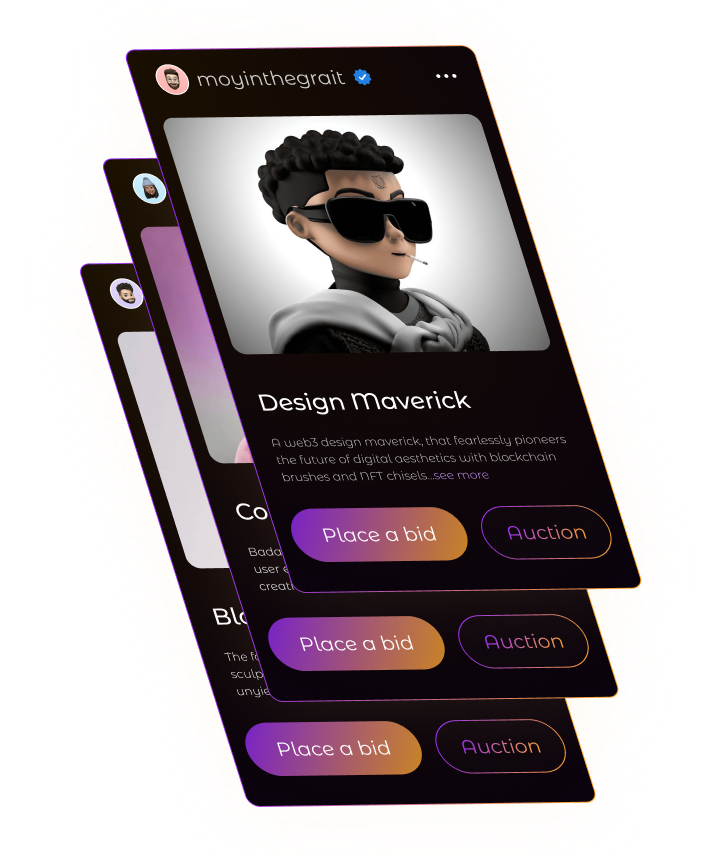 moyinthegrait
Design Maverick
A web3 design maverick, that fearlessly pioneers
the future of digital aesthetics with blockchain
brushes and NFT chisels...see more
Place a bid
Auction
Co
Bada
user e
creati
Place a bid
Auction
Blo
The fo
sculp
unyie
Place a bid
Auction